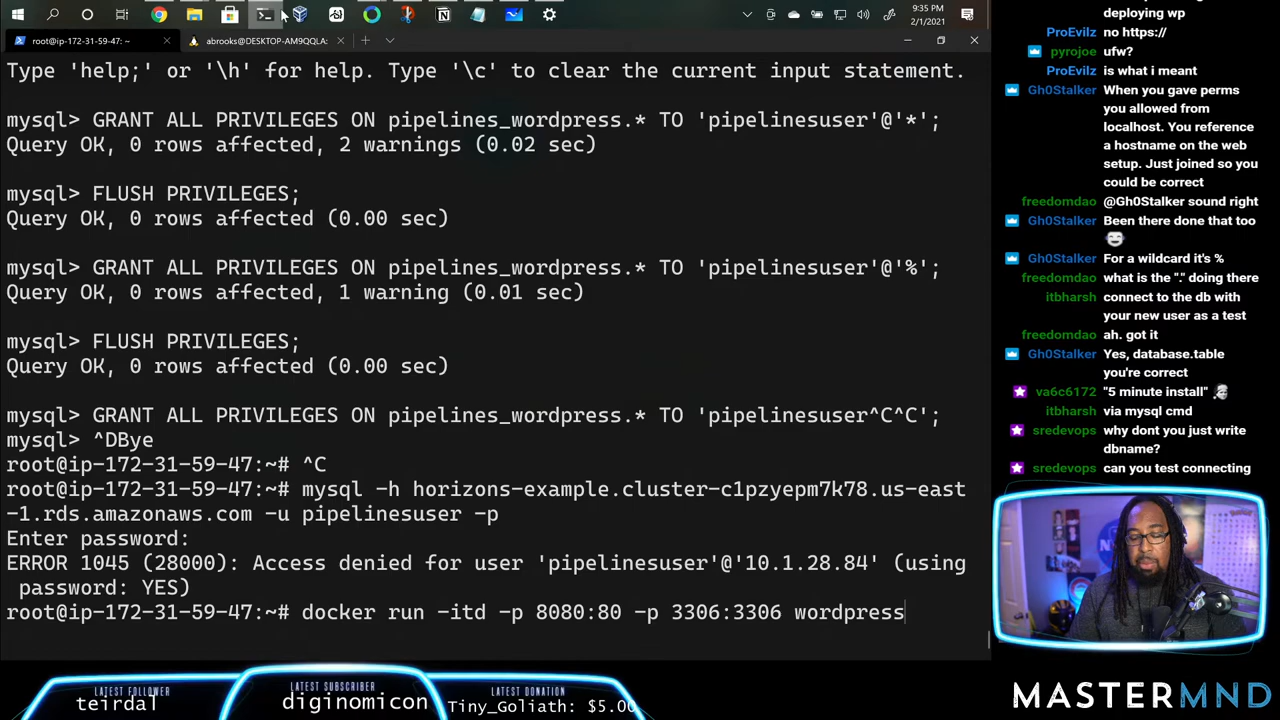 9:35 PM
2/1/2021
root@ip-172-31-59-47: ~
abrooks@DESKTOP-AM9QQLA:
Type 'help;' or '\h' for help. Type '\c' to clear the current input statement.
mysql> GRANT ALL PRIVILEGES ON pipelines_wordpress.* TO 'pipelinesuser'@'*';
Query OK, 0 rows affected, 2 warnings (0.02 sec)
mysql> FLUSH PRIVILEGES;
Query OK, 0 rows affected (0.00 sec)
mysql> GRANT ALL PRIVILEGES ON pipelines_wordpress.* TO 'pipelinesuser'@'%';
Query OK, 0 rows affected, 1 warning (0.01 sec)
mysql> FLUSH PRIVILEGES;
Query OK, 0 rows affected (0.00 sec)
mysql> GRANT ALL PRIVILEGES ON pipelines_wordpress.* TO 'pipelinesuser^C^C';
mysql> ^DBye
root@ip-172-31-59-47:~# ^C
root@ip-172-31-59-47:~# mysql -h horizons-example.cluster-c1pzyepm7k78.us-east
-1.rds.amazonaws.com -u pipelinesuser -p
Enter password:
ERROR 1045 (28000): Access denied for user 'pipelinesuser'@'10.1.28.84' (using
password: YES)
root@ip-172-31-59-47:~# docker run -itd -p 8080:80 -p 3306:3306 wordpress
deploying wp
ProEvilz no https://
pyrojoe ufw?
ProEvilz is what i meant
Gh0Stalker When you gave perms
you allowed from
localhost. You reference
a hostname on the web
setup. Just joined so you
could be correct
freedomdao @Gh0Stalker sound right
Gh0Stalker Been there done that too
Gh0Stalker For a wildcard it's %
freedomdao what is the "." doing there
itbharsh connect to the db with
your new user as a test
freedomdao ah. got it
Gh0Stalker Yes, database.table
you're correct
va6c6172 "5 minute install"
itbharsh via mysql cmd
sredevops why dont you just write
dbname?
sredevops can you test connecting
LATEST FOLLOWER
teirdal
LATEST SUBSCRIBER
diginomicon
LATEST DONATION
Tiny_Goliath: $5.00
MASTERMND